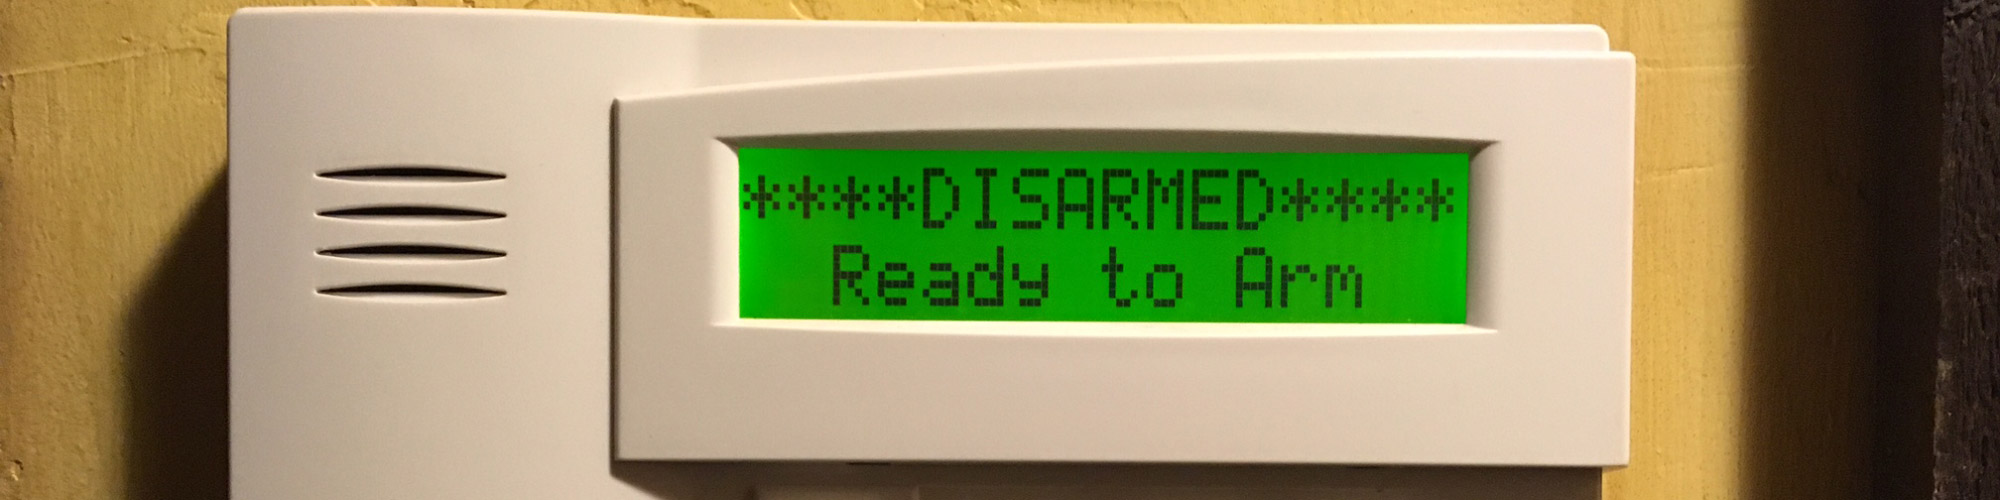 ****DISARMED****
Ready to Arm